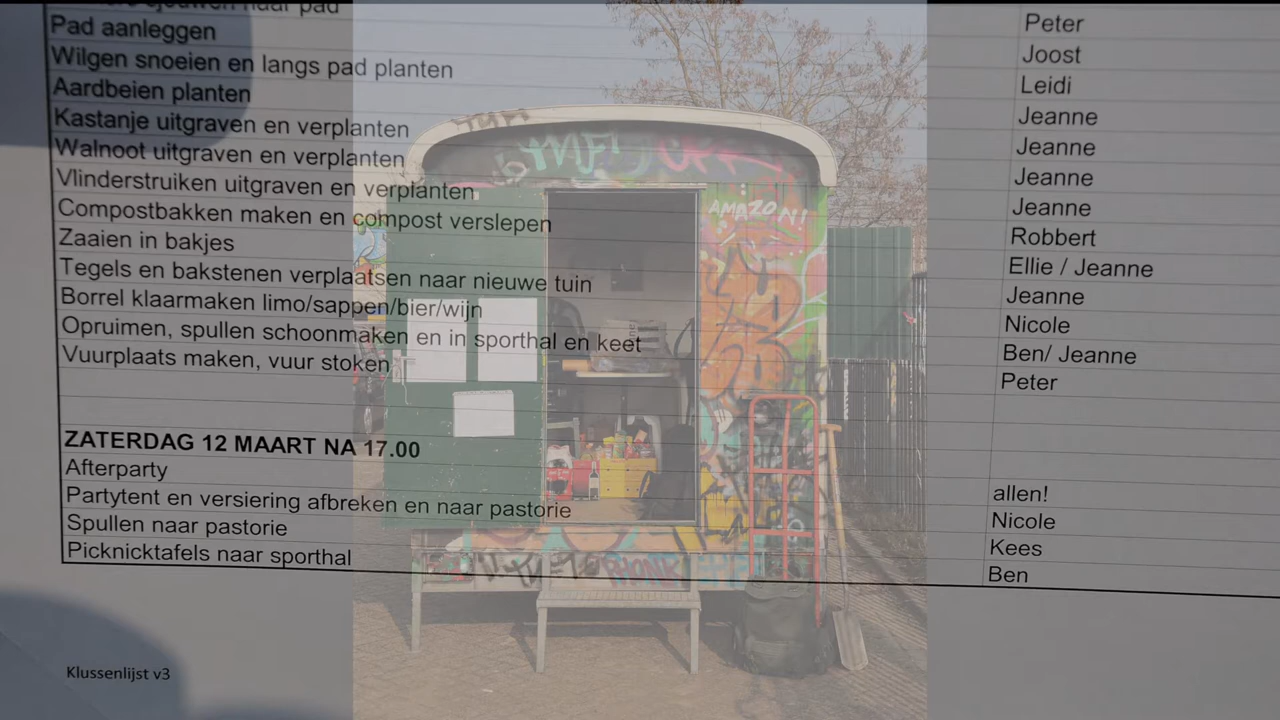 naar pad
Pad aanleggen Peter
Wilgen snoeien en langs pad planten Joost
Aardbeien planten Leidi
Kastanje uitgraven en verplanten Jeanne
Walnoot uitgraven en verplanten Jeanne
Vlinderstruiken uitgraven en verplanten Jeanne
Compostbakken maken en compost verslepen Jeanne
Zaaien in bakjes Robbert
Tegels en bakstenen verplaatsen naar nieuwe tuin Ellie / Jeanne
Borrel klaarmaken limo/sappen/bier/wijn Jeanne
Opruimen, spullen schoonmaken en in sporthal en keet Nicole
Vuurplaats maken, vuur stoken Ben/ Jeanne
Peter
ZATERDAG 12 MAART NA 17.00
Afterparty allen!
Partytent en versiering afbreken en naar pastorie Nicole
Spullen naar pastorie Kees
Picknicktafels naar sporthal Ben
Klussenlijst v3
AMAZON!